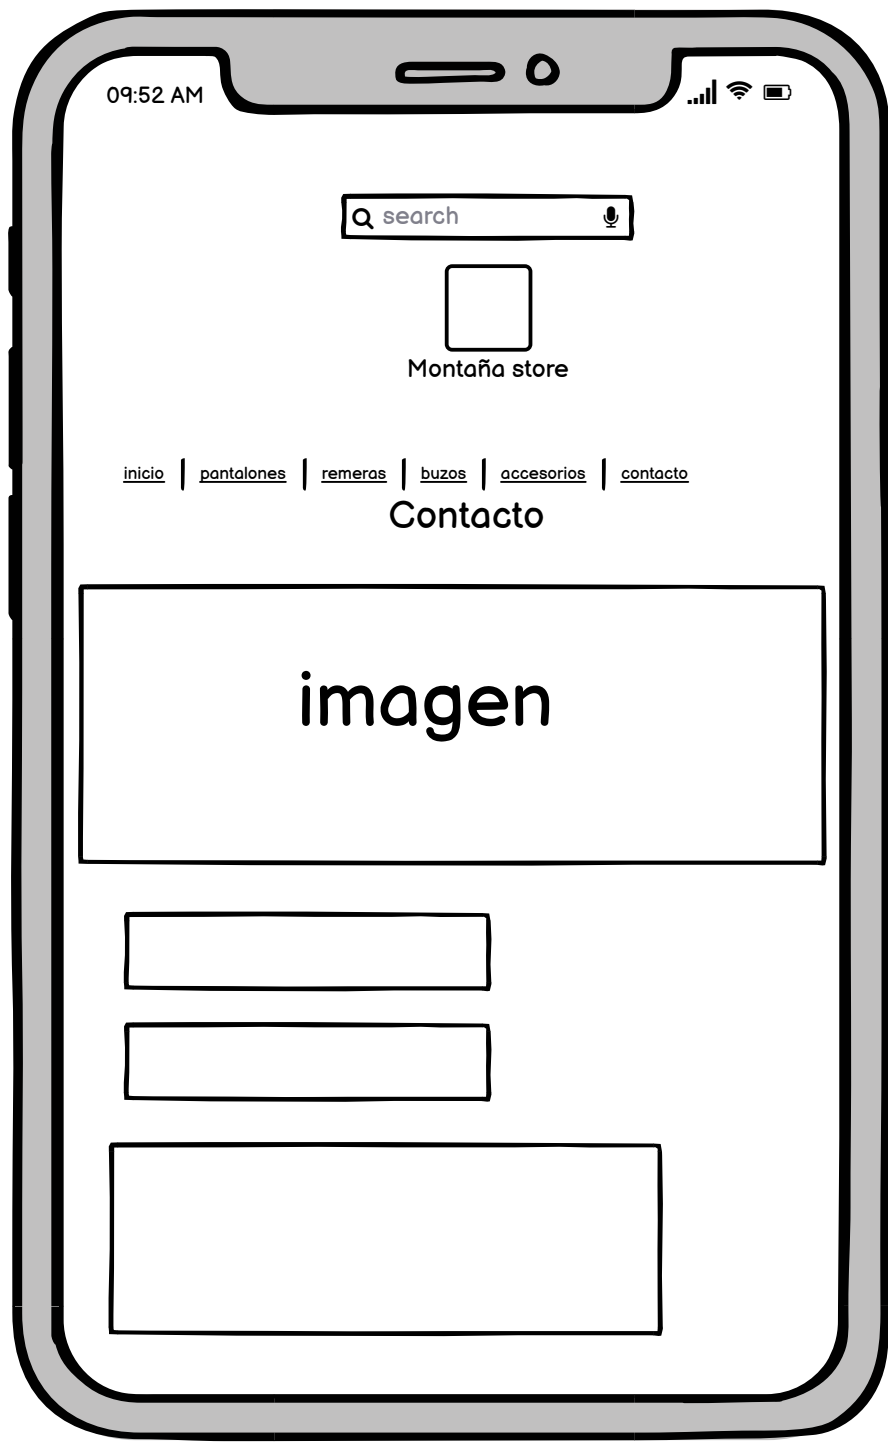 09:52 AM
search
Montaña store
inicio pantalones remeras buzos accesorios contacto
Contacto
imagen